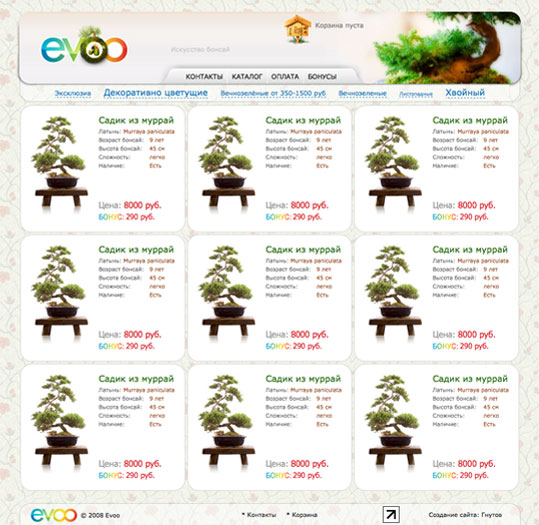 evoo
Искусство бонсай
Корзина пуста
КОНТАКТЫ КАТАЛОГ ОПЛАТА БОНУСЫ
Эксклюзив Декоративно цветущие Вечнозеленые от 350-1500 руб Вечнозеленые Листопадные Хвойный
Садик из муррай Садик из муррай Садик из муррай
Латынь: Murraya paniculata Латынь: Murraya paniculata Латынь: Murraya paniculata
Возраст бонсай: 9 лет Возраст бонсай: 9 лет Возраст бонсай: 9 лет
Высота бонсай: 45 см Высота бонсай: 45 см Высота бонсай: 45 см
Сложность: легко Сложность: легко Сложность: легко
Наличие: Есть Наличие: Есть Наличие: Есть
Цена: 8000 руб. Цена: 8000 руб. Цена: 8000 руб.
БОНУС: 290 руб. БОНУС: 290 руб. БОНУС: 290 руб.
Садик из муррай Садик из муррай Садик из муррай
Латынь: Murraya paniculata Латынь: Murraya paniculata Латынь: Murraya paniculata
Возраст бонсай: 9 лет Возраст бонсай: 9 лет Возраст бонсай: 9 лет
Высота бонсай: 45 см Высота бонсай: 45 см Высота бонсай: 45 см
Сложность: легко Сложность: легко Сложность: легко
Наличие: Есть Наличие: Есть Наличие: Есть
Цена: 8000 руб. Цена: 8000 руб. Цена: 8000 руб.
БОНУС: 290 руб. БОНУС: 290 руб. БОНУС: 290 руб.
Садик из муррай Садик из муррай Садик из муррай
Латынь: Murraya paniculata Латынь: Murraya paniculata Латынь: Murraya paniculata
Возраст бонсай: 9 лет Возраст бонсай: 9 лет Возраст бонсай: 9 лет
Высота бонсай: 45 см Высота бонсай: 45 см Высота бонсай: 45 см
Сложность: легко Сложность: легко Сложность: легко
Наличие: Есть Наличие: Есть Наличие: Есть
Цена: 8000 руб. Цена: 8000 руб. Цена: 8000 руб.
БОНУС: 290 руб. БОНУС: 290 руб. БОНУС: 290 руб.
evoo © 2008 Evoo * Контакты * Корзина Создание сайта: Гнутов